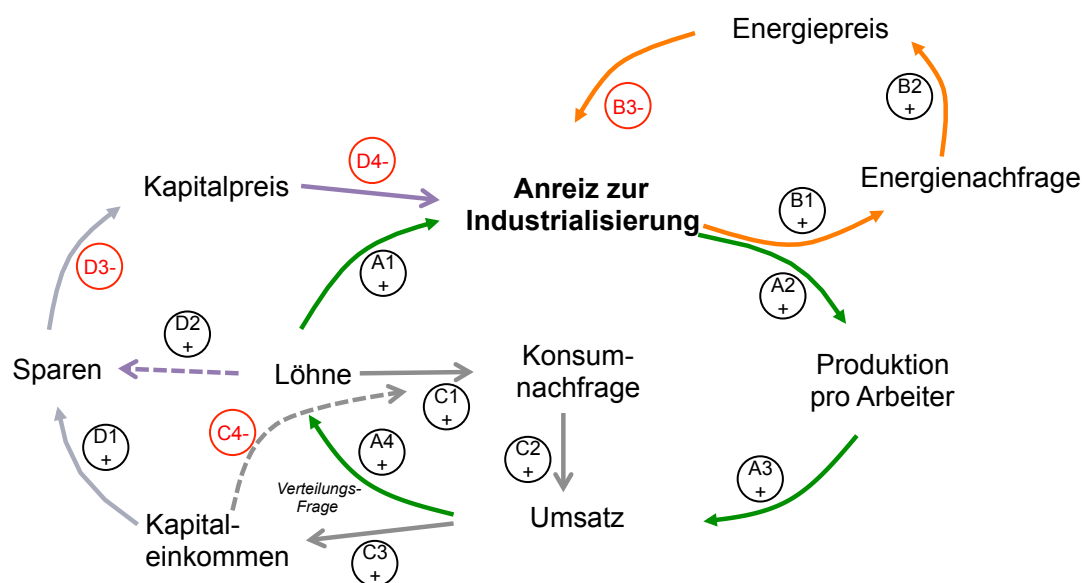 Energiepreis
B2
+
B3-
D4-
Kapitalpreis
Anreiz zur
Industrialisierung
Energienachfrage
B1
+
D3-
A1
+
A2
+
D2
+
Sparen
Löhne
Konsum-
nachfrage
Produktion
pro Arbeiter
C1
+
C4-
D1
+
A4
+
C2
+
A3
+
Verteilungs-
Frage
Umsatz
Kapital-
einkommen
C3
+